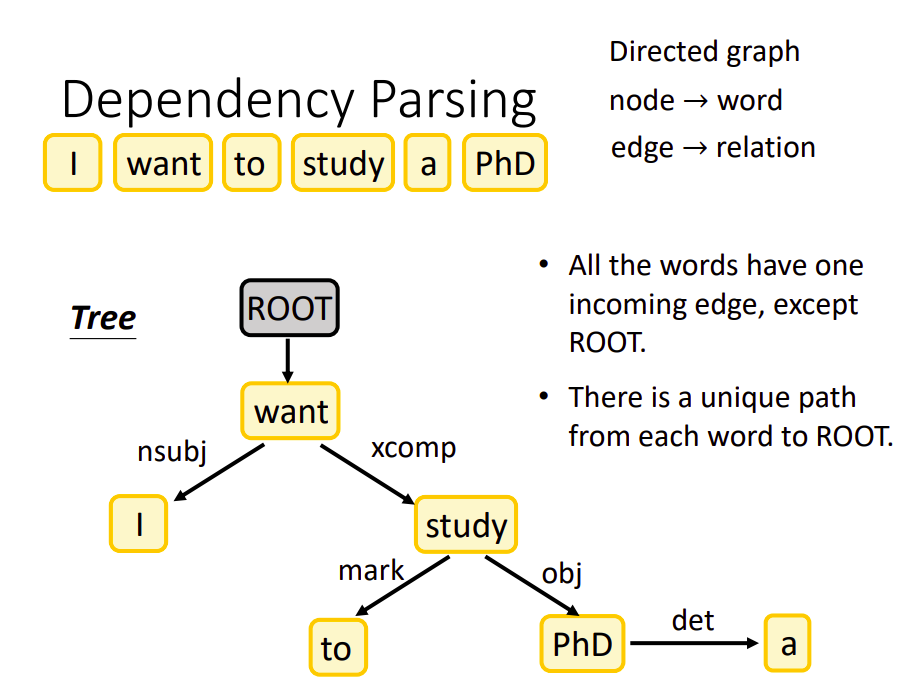 Dependency Parsing
I want to study a PhD
Directed graph
node → word
edge → relation
Tree
ROOT
want
nsubj
xcomp
I
study
mark
obj
to
PhD
det
a
• All the words have one
incoming edge, except
ROOT.
• There is a unique path
from each word to ROOT.